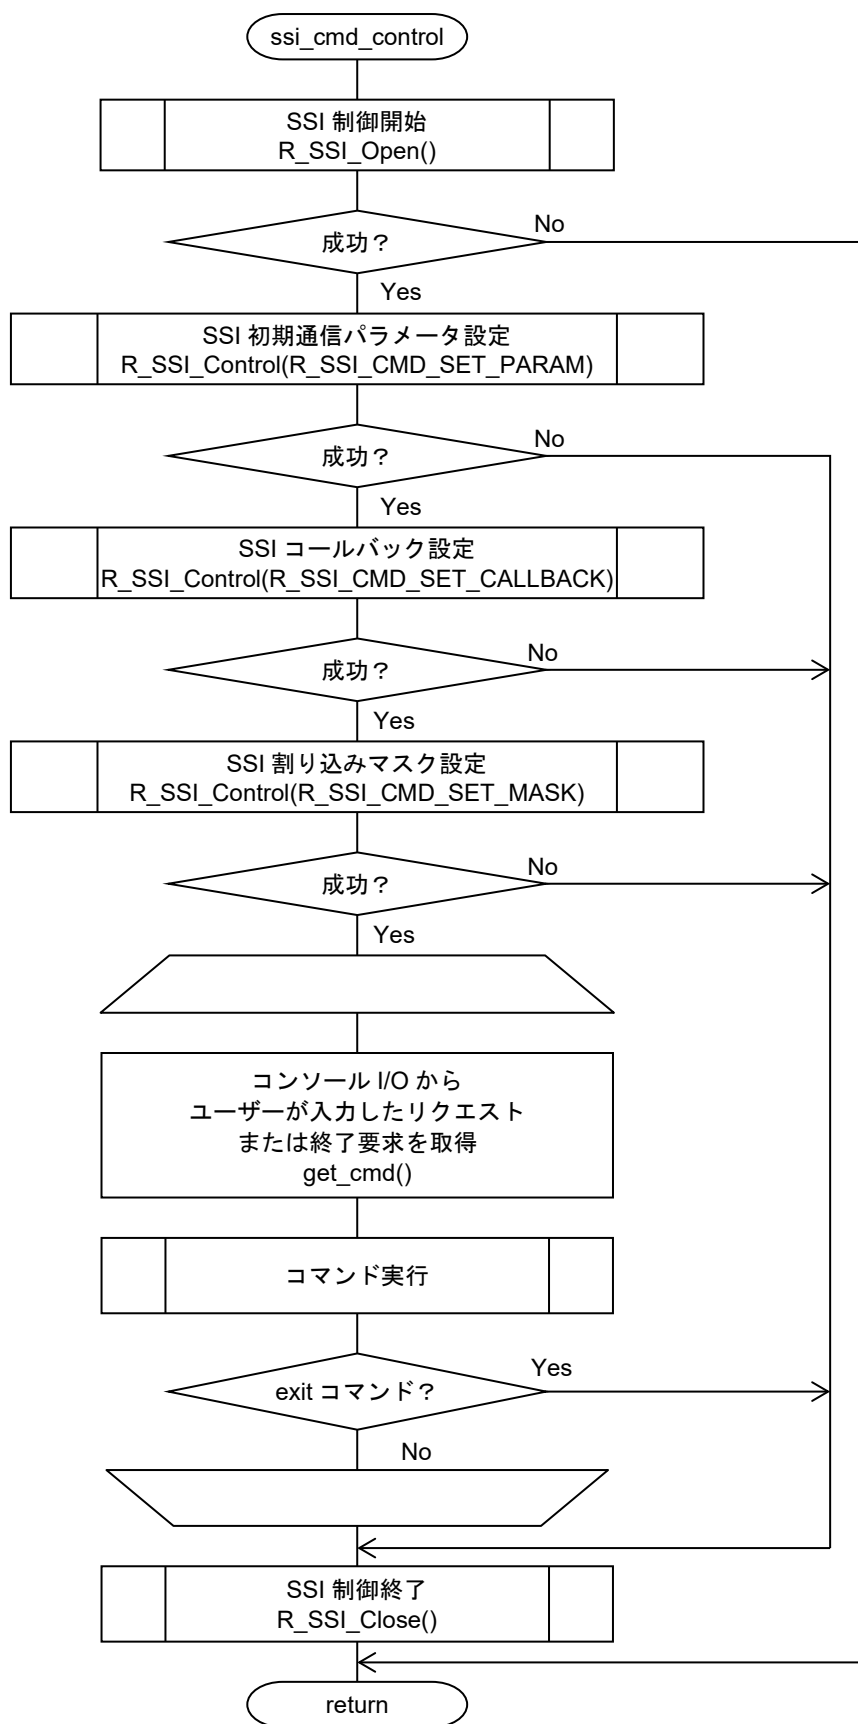 ssi_cmd_control
SSI 制御開始
R_SSI_Open()
成功？
No
Yes
SSI 初期通信パラメータ設定
R_SSI_Control(R_SSI_CMD_SET_PARAM)
成功？
No
Yes
SSI コールバック設定
R_SSI_Control(R_SSI_CMD_SET_CALLBACK)
成功？
No
Yes
SSI 割り込みマスク設定
R_SSI_Control(R_SSI_CMD_SET_MASK)
成功？
No
Yes
コンソール I/O から
ユーザーが入力したリクエスト
または終了要求を取得
get_cmd()
コマンド実行
exit コマンド？
Yes
No
SSI 制御終了
R_SSI_Close()
return